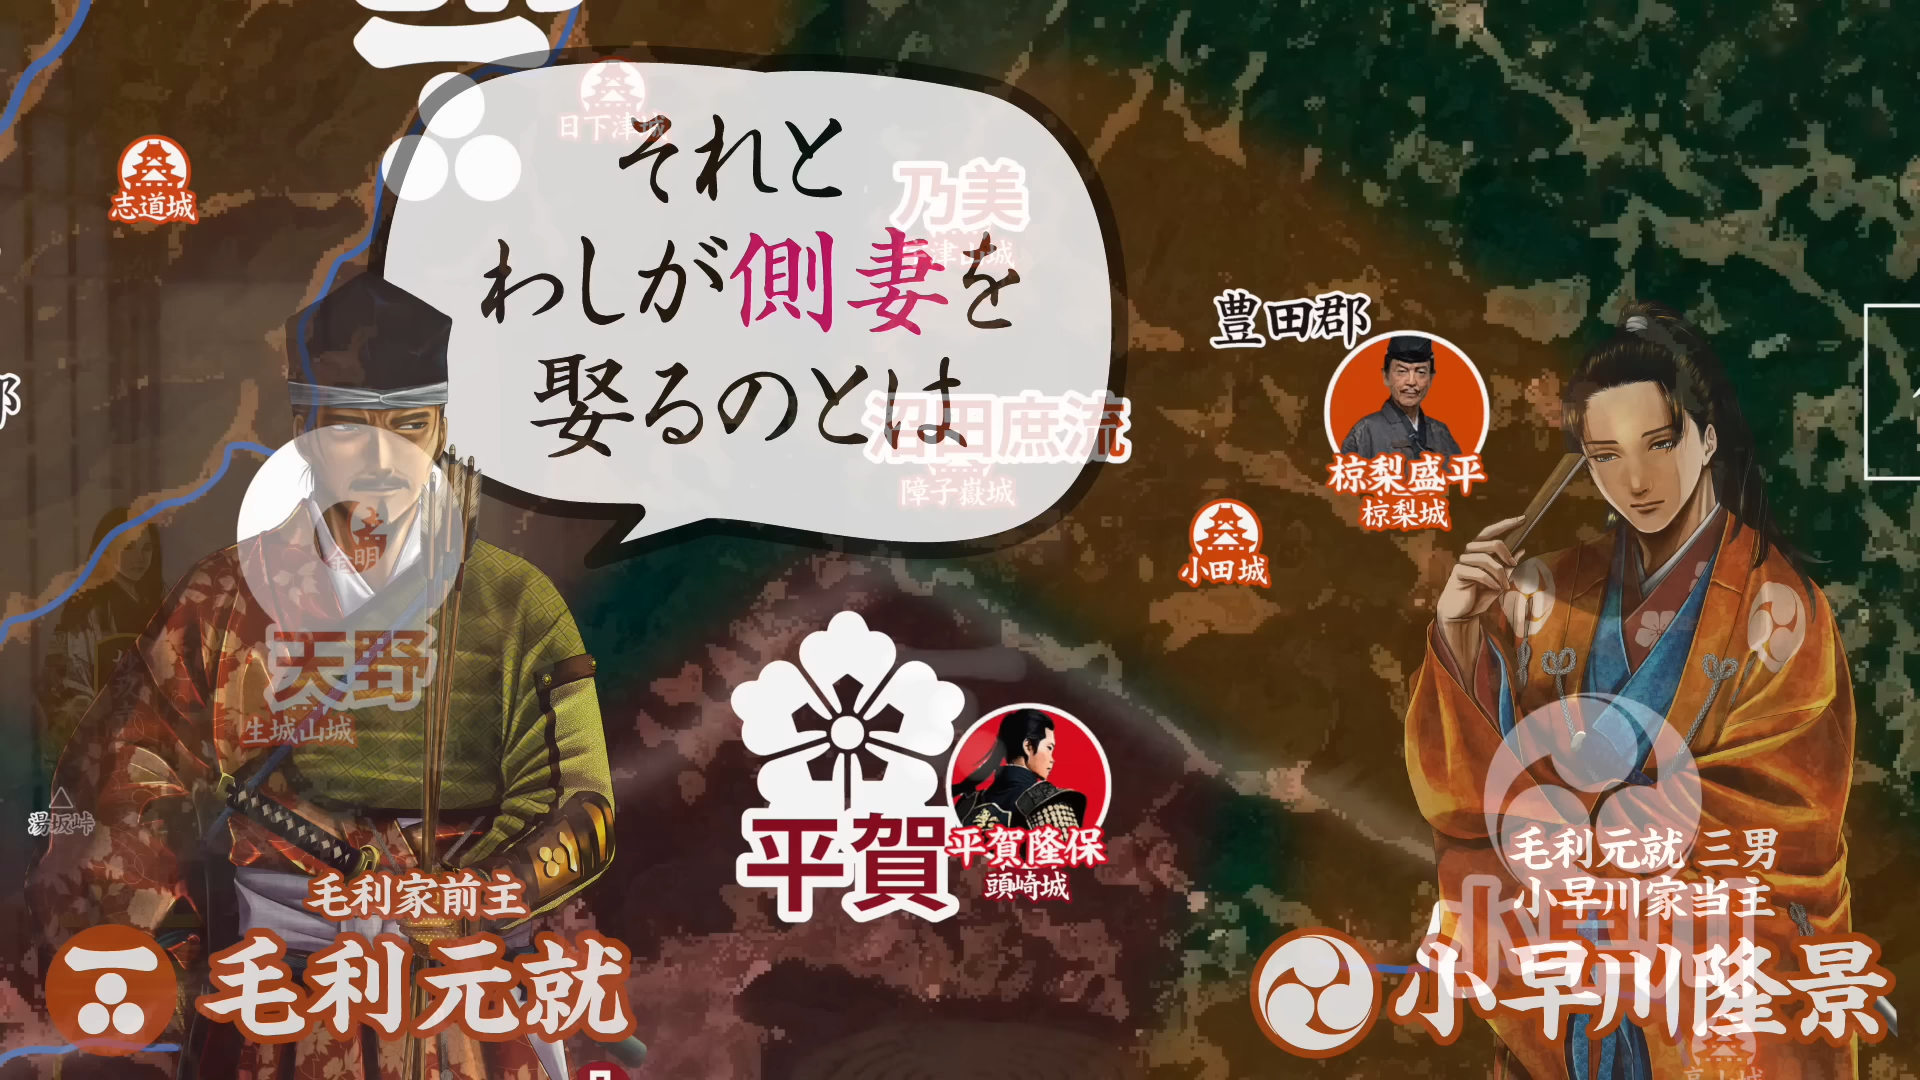 日下津城
志道城
それと
わしが側妻を
娶るのとは
乃美
沼田庶流
障子嶽城
豊田郡
椋梨盛平
椋梨城
小田城
金明
天野
生城山城
湯坂峠
平賀
平賀隆保
頭崎城
毛利家前主
毛利元就
毛利元就 三男
小早川家当主
小早川隆景